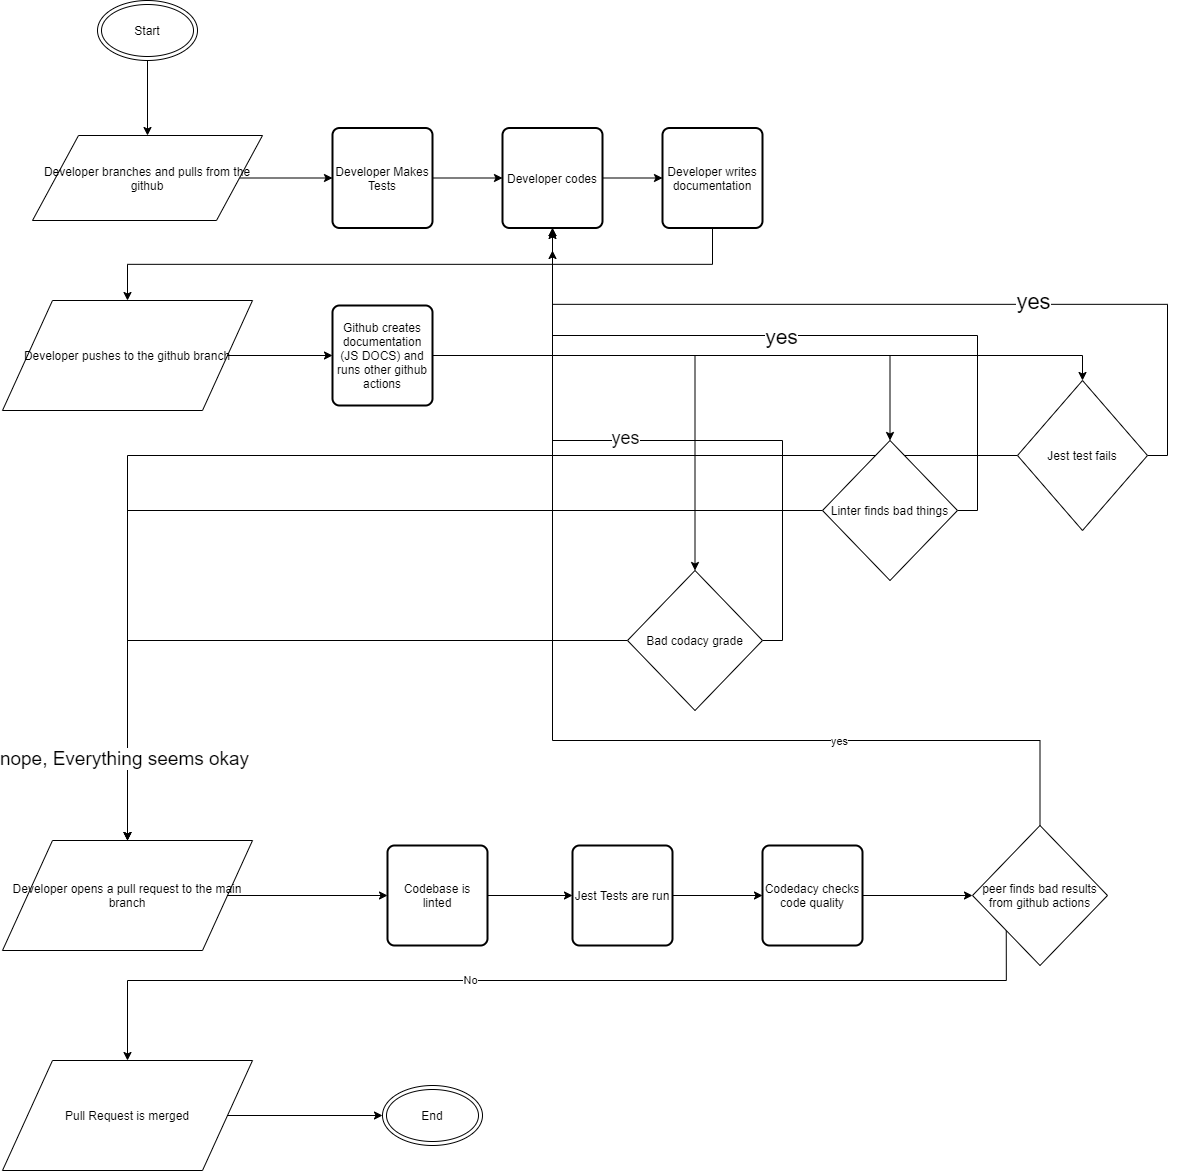 Start
Developer branches and pulls from the
github
Developer Makes
Tests
Developer codes
Developer writes
documentation
Developer pushes to the github branch
Github creates
documentation
(JS DOCS) and
runs other github
actions
yes
yes
yes
Jest test fails
Linter finds bad things
Bad codacy grade
yes
nope, Everything seems okay
Developer opens a pull request to the main
branch
Codebase is
linted
Jest Tests are run
Codedacy checks
code quality
peer finds bad results
from github actions
No
Pull Request is merged
End